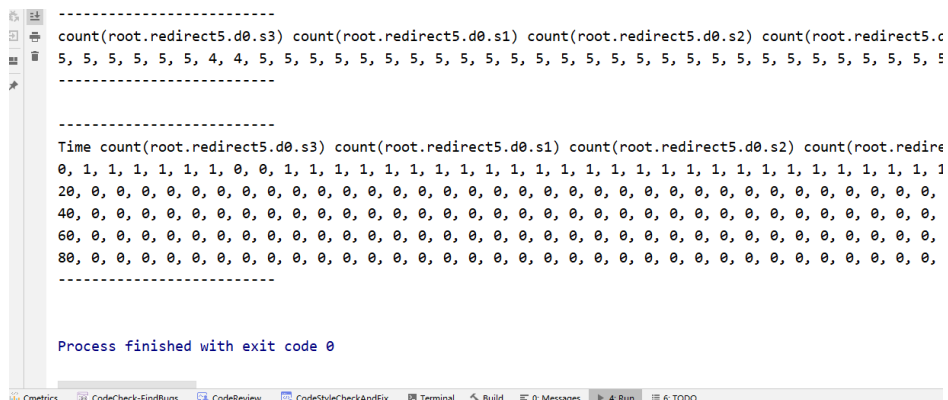 --------------------------
count(root.redirect5.d0.s3) count(root.redirect5.d0.s1) count(root.redirect5.d0.s2) count(root.redirect5.d
5, 5, 5, 5, 5, 5, 4, 4, 5, 5, 5, 5, 5, 5, 5, 5, 5, 5, 5, 5, 5, 5, 5, 5, 5, 5, 5, 5, 5, 5, 5, 5, 5, 5, 5, 5
--------------------------
--------------------------
Time count(root.redirect5.d0.s3) count(root.redirect5.d0.s1) count(root.redirect5.d0.s2) count(root.redire
0, 1, 1, 1, 1, 1, 1, 0, 0, 1, 1, 1, 1, 1, 1, 1, 1, 1, 1, 1, 1, 1, 1, 1, 1, 1, 1, 1, 1, 1, 1, 1, 1, 1, 1, 1
20, 0, 0, 0, 0, 0, 0, 0, 0, 0, 0, 0, 0, 0, 0, 0, 0, 0, 0, 0, 0, 0, 0, 0, 0, 0, 0, 0, 0, 0, 0, 0, 0, 0, 0,
40, 0, 0, 0, 0, 0, 0, 0, 0, 0, 0, 0, 0, 0, 0, 0, 0, 0, 0, 0, 0, 0, 0, 0, 0, 0, 0, 0, 0, 0, 0, 0, 0, 0, 0,
60, 0, 0, 0, 0, 0, 0, 0, 0, 0, 0, 0, 0, 0, 0, 0, 0, 0, 0, 0, 0, 0, 0, 0, 0, 0, 0, 0, 0, 0, 0, 0, 0, 0, 0,
80, 0, 0, 0, 0, 0, 0, 0, 0, 0, 0, 0, 0, 0, 0, 0, 0, 0, 0, 0, 0, 0, 0, 0, 0, 0, 0, 0, 0, 0, 0, 0, 0, 0, 0,
--------------------------
Process finished with exit code 0
Cmetrics CodeCheck-FindBugs CodeReview CodeStyleCheckAndFix Terminal Build 0: Messages 4: Run 6: TODO